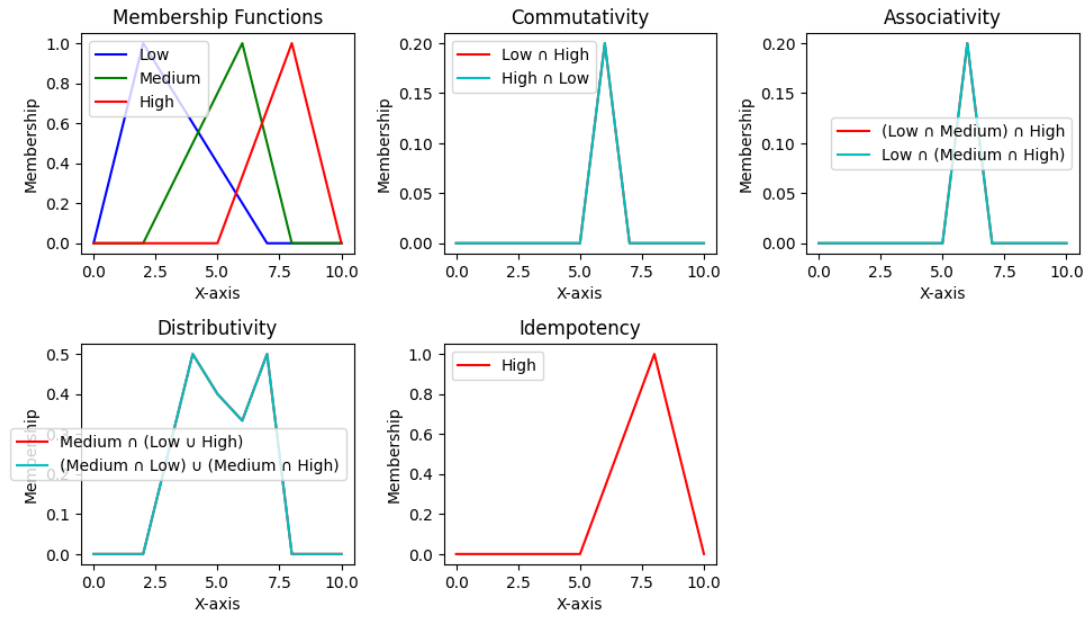 Membership Functions
Membership
1.0
0.8
0.6
0.4
0.2
0.0
Low
Medium
High
0.0 2.5 5.0 7.5 10.0
X-axis
Commutativity
Membership
0.20
0.15
0.10
0.05
0.00
Low ∩ High
High ∩ Low
0.0 2.5 5.0 7.5 10.0
X-axis
Associativity
Membership
0.20
0.15
0.10
0.05
0.00
(Low ∩ Medium) ∩ High
Low ∩ (Medium ∩ High)
0.0 2.5 5.0 7.5 10.0
X-axis
Distributivity
Membership
0.5
0.4
0.3
0.2
0.1
0.0
Medium ∩ (Low ∪ High)
(Medium ∩ Low) ∪ (Medium ∩ High)
0.0 2.5 5.0 7.5 10.0
X-axis
Idempotency
Membership
1.0
0.8
0.6
0.4
0.2
0.0
High
0.0 2.5 5.0 7.5 10.0
X-axis